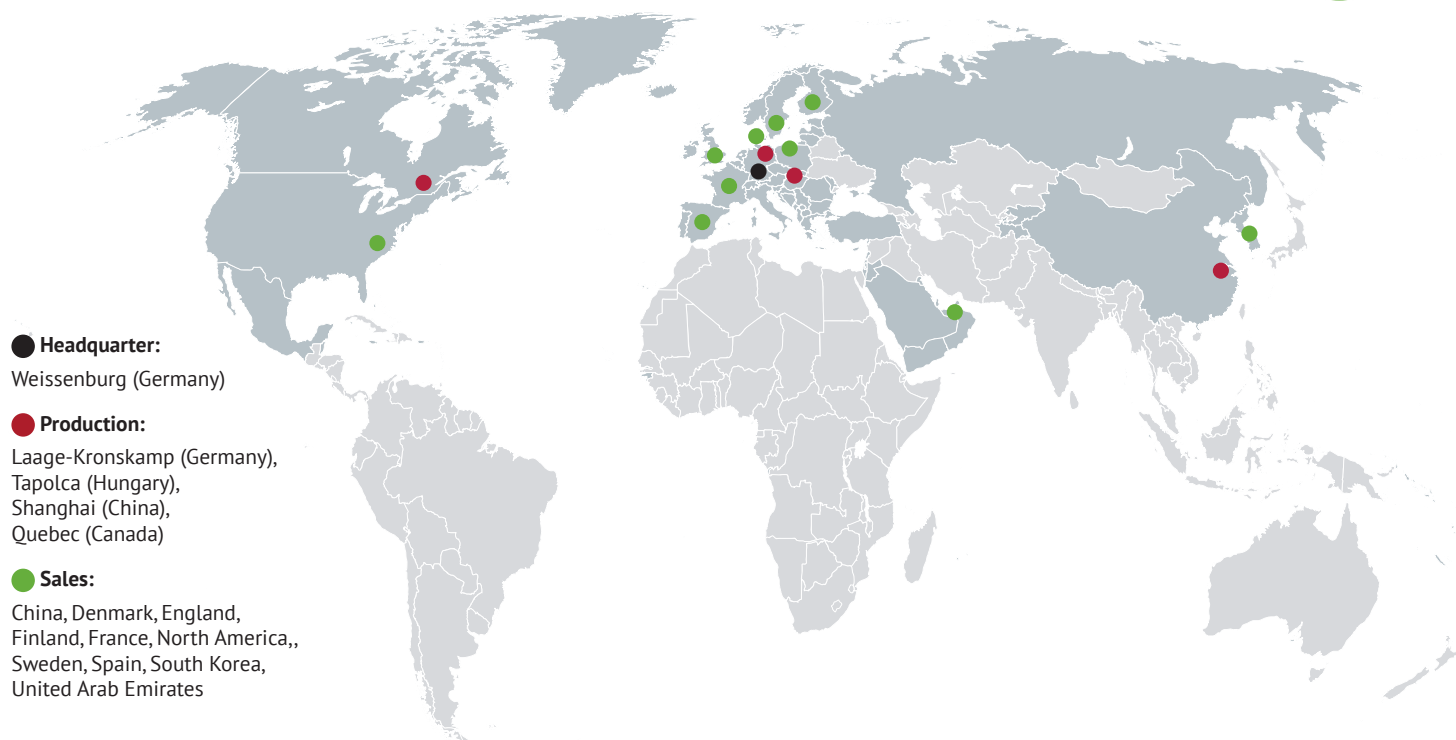 Headquarter:
Weissenburg (Germany)
Production:
Laage-Kronskamp (Germany),
Tapolca (Hungary),
Shanghai (China),
Quebec (Canada)
Sales:
China, Denmark, England,
Finland, France, North America,,
Sweden, Spain, South Korea,
United Arab Emirates